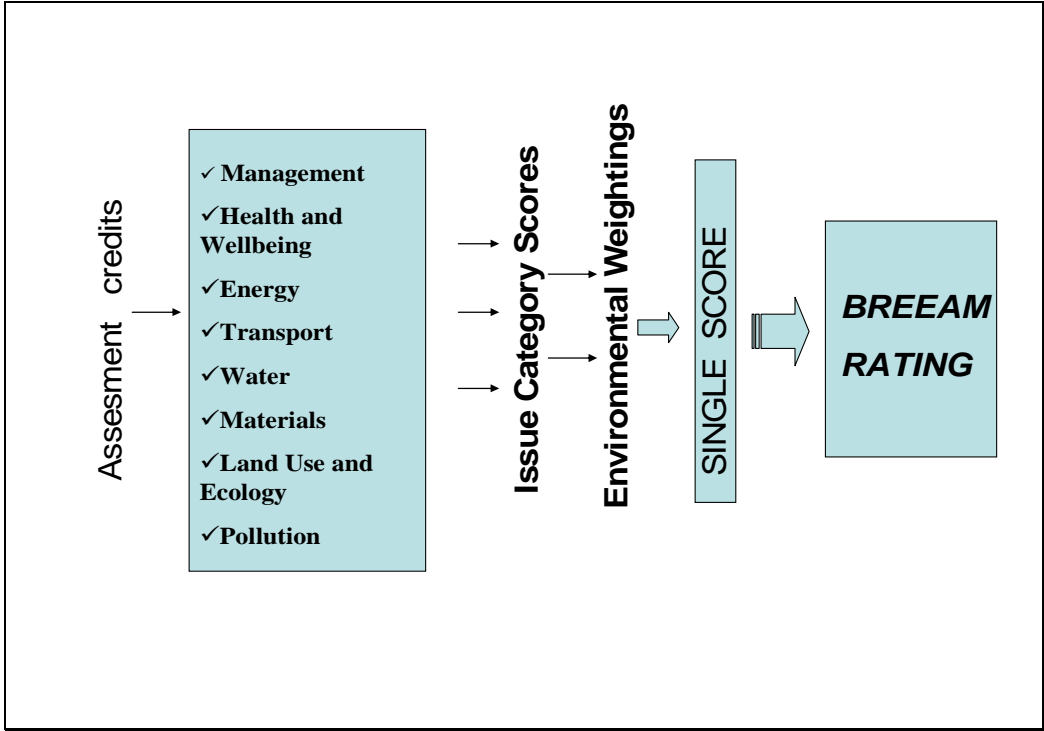 Assesment credits
✓ Management
✓Health and
Wellbeing
✓Energy
✓Transport
✓Water
✓Materials
✓Land Use and
Ecology
✓Pollution
Issue Category Scores
Environmental Weightings
SINGLE SCORE
BREEAM
RATING